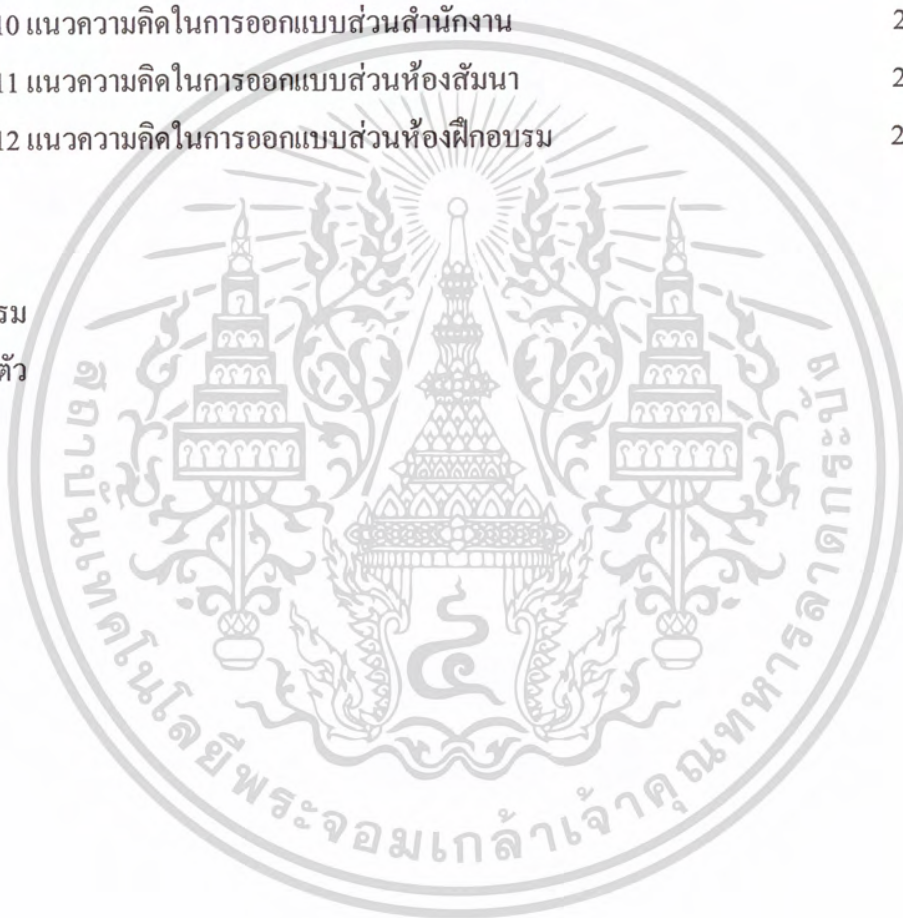 10 แนวความคิดในการออกแบบส่วนสำนักงาน 2
11 แนวความคิดในการออกแบบส่วนห้องสัมนา 2
12 แนวความคิดในการออกแบบส่วนห้องฝึกอบรม 2
รม
ตัว
สถาบันเทคโนโลยีพระจอมเกล้าเจ้าคุณทหารลาดกระบัง
๔